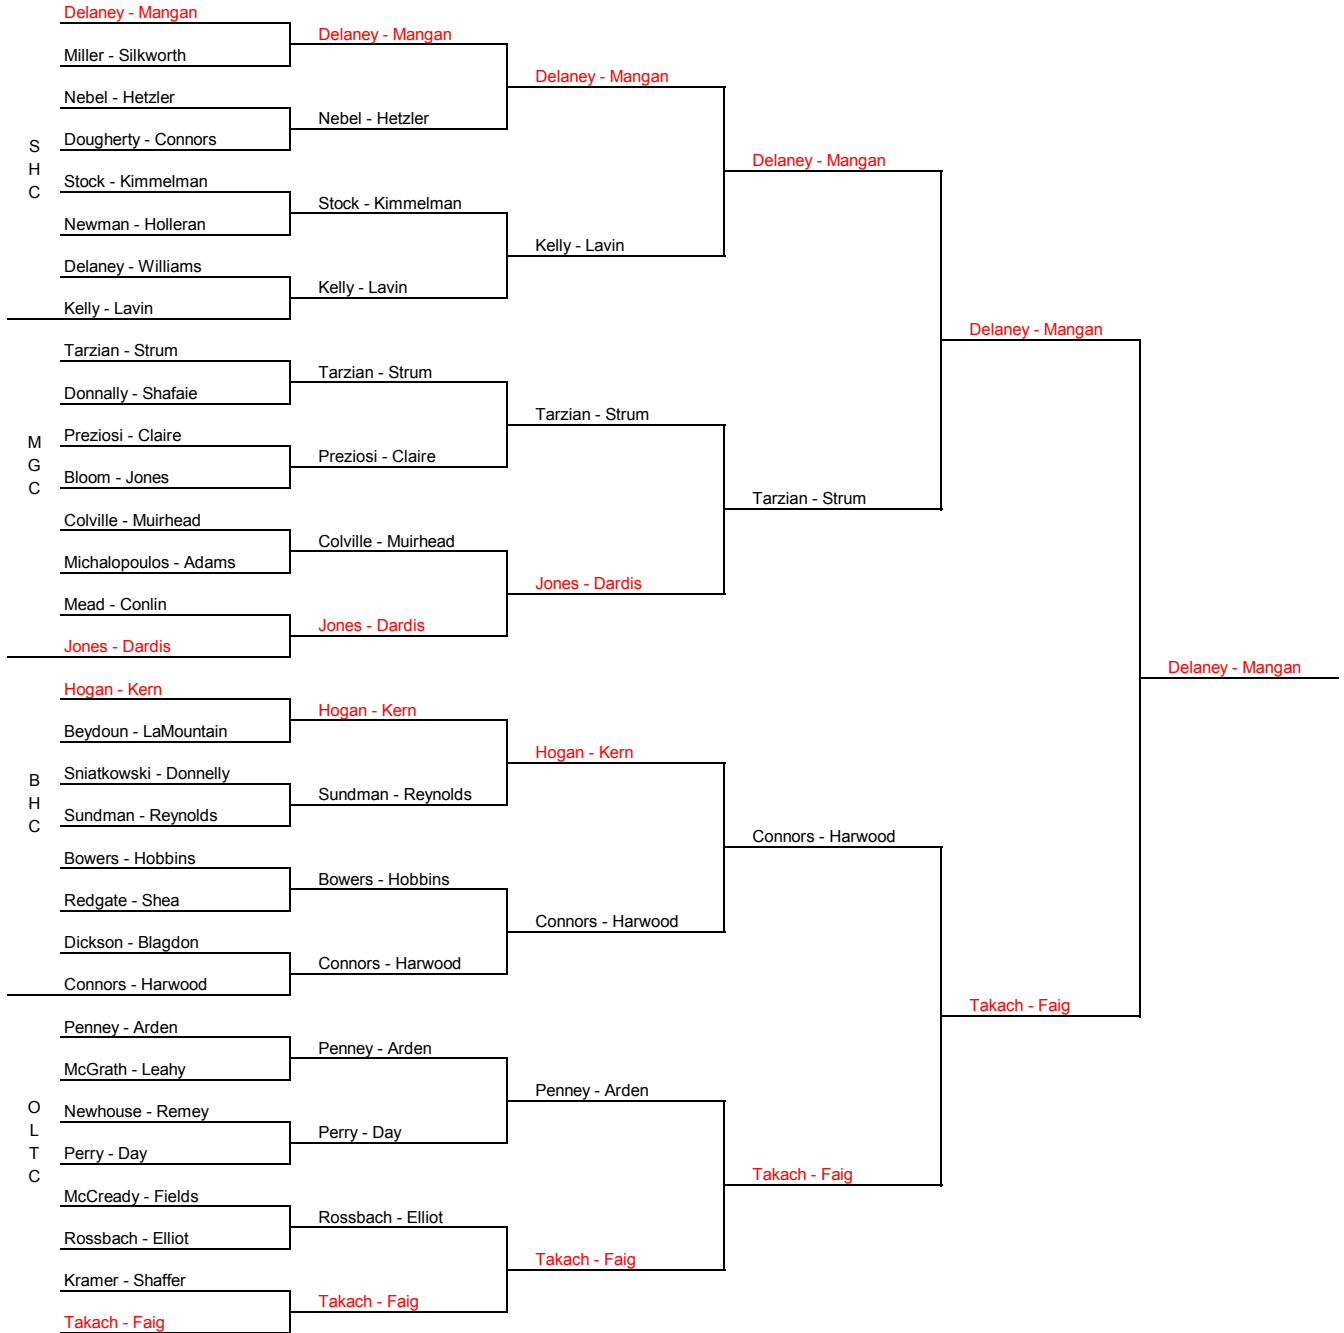 Delaney - Mangan
Miller - Silkworth
Nebel - Hetzler
Dougherty - Connors
Stock - Kimmelman
Newman - Holleran
Delaney - Williams
Kelly - Lavin
S
H
C
Tarzian - Strum
Donnally - Shafaie
Preziosi - Claire
Bloom - Jones
Colville - Muirhead
Michalopoulos - Adams
Mead - Conlin
Jones - Dardis
M
G
C
Hogan - Kern
Beydoun - LaMountain
Sniatkowski - Donnelly
Sundman - Reynolds
Bowers - Hobbins
Redgate - Shea
Dickson - Blagdon
Connors - Harwood
B
H
C
Penney - Arden
McGrath - Leahy
Newhouse - Remey
Perry - Day
McCready - Fields
Rossbach - Elliot
Kramer - Shaffer
Takach - Faig
O
L
T
C
Delaney - Mangan
Nebel - Hetzler
Stock - Kimmelman
Kelly - Lavin
Tarzian - Strum
Preziosi - Claire
Colville - Muirhead
Jones - Dardis
Hogan - Kern
Sundman - Reynolds
Bowers - Hobbins
Connors - Harwood
Penney - Arden
Perry - Day
Rossbach - Elliot
Takach - Faig
Delaney - Mangan
Kelly - Lavin
Tarzian - Strum
Jones - Dardis
Hogan - Kern
Connors - Harwood
Penney - Arden
Takach - Faig
Delaney - Mangan
Tarzian - Strum
Connors - Harwood
Takach - Faig
Delaney - Mangan
Takach - Faig
Delaney - Mangan